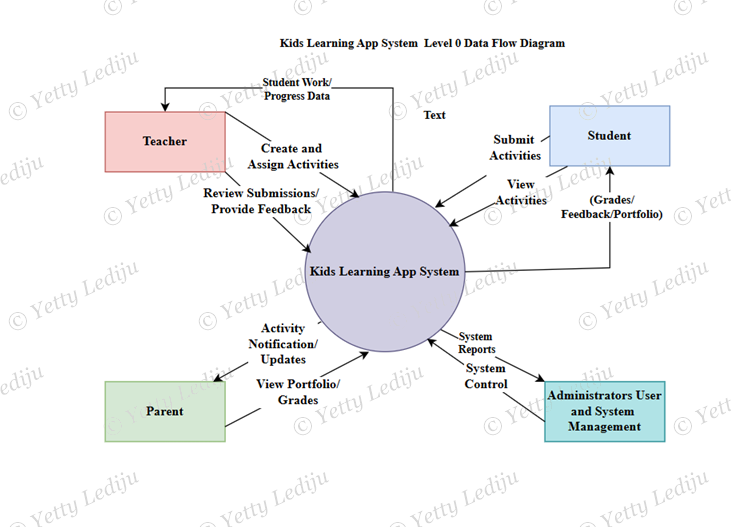 © Yetty Lediju
Kids Learning App System Level 0 Data Flow Diagram
Student Work/
Progress Data
Text
Teacher
Create and
Assign Activities
Review Submissions/
Provide Feedback
Student
Submit
Activities
View
Activities
(Grades/
Feedback/Portfolio)
Kids Learning App System
Activity
Notification/
Updates
View Portfolio/
Grades
Parent
System
Reports
System
Control
Administrators User
and System
Management